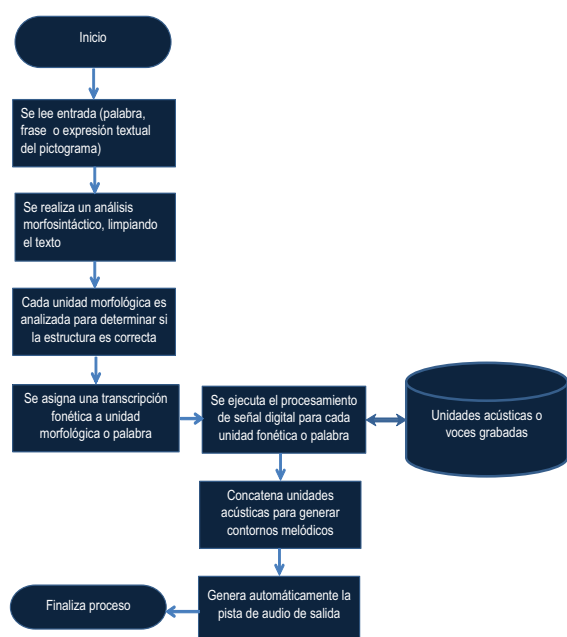 Inicio
Se lee entrada (palabra,
frase o expresión textual
del pictograma)
Se realiza un análisis
morfosintáctico, limpiando
el texto
Cada unidad morfológica es
analizada para determinar si
la estructura es correcta
Se asigna una transcripción
fonética a unidad
morfológica o palabra
Se ejecuta el procesamiento
de señal digital para cada
unidad fonética o palabra
Unidades acústicas o
voces grabadas
Concatena unidades
acústicas para generar
contornos melódicos
Genera automáticamente la
pista de audio de salida
Finaliza proceso